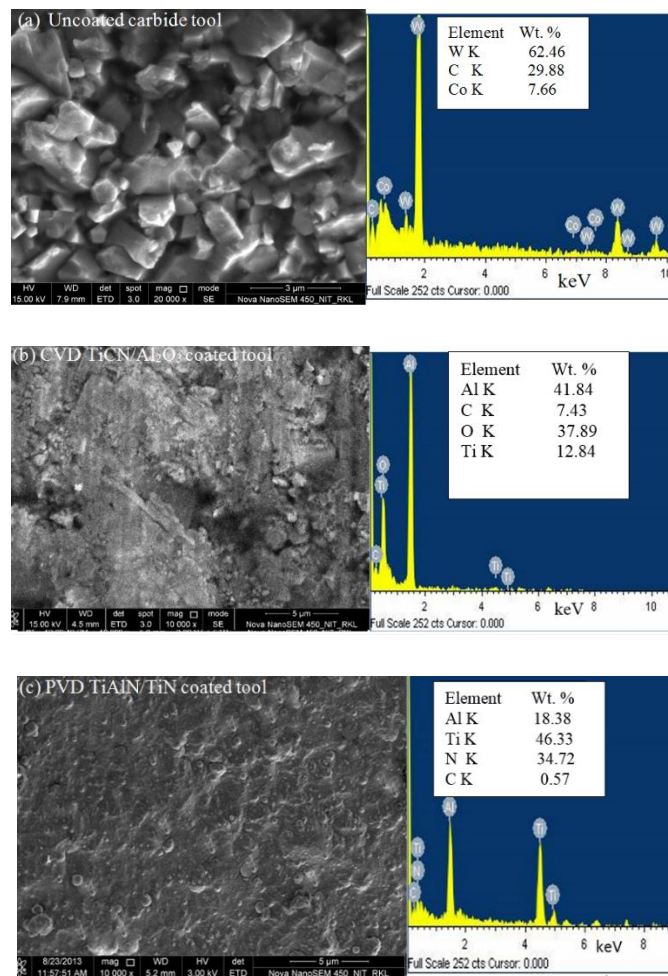 (a) Uncoated carbide tool
Element Wt. %
W K 62.46
C K 29.88
Co K 7.66
W
Co
C
W
Co
Co
W
W
W
W
2 4 6 8 10
keV
Full Scale 252 cts Cursor: 0.000
HV WD det spot mag □ mode
15.00 kV 7.9 mm ETD 3.0 20 000 x SE
3 µm
Nova NanoSEM 450_NIT_RKL
(b) CVD TiCN/Al₂O₃ coated tool
Element Wt. %
Al K 41.84
C K 7.43
O K 37.89
Ti K 12.84
Al
O
Ti
C
Ti
Ti
2 4 6 8 10
keV
Full Scale 252 cts Cursor: 0.000
HV WD det spot mag □ mode
15.00 kV 4.5 mm ETD 3.0 10 000 x SE
5 µm
Nova NanoSEM 450_NIT_RKL
(c) PVD TiAlN/TiN coated tool
Element Wt. %
Al K 18.38
Ti K 46.33
N K 34.72
C K 0.57
Al
Ti
Ti
N
C
Ti
2 4 6 8
keV
Full Scale 252 cts Cursor: 0.000
8/23/2013 mag □ WD HV det
11:57:51 AM 10 000 x 5.2 mm 3.00 kV ETD
5 µm
Nova NanoSEM 450_NIT_RKL